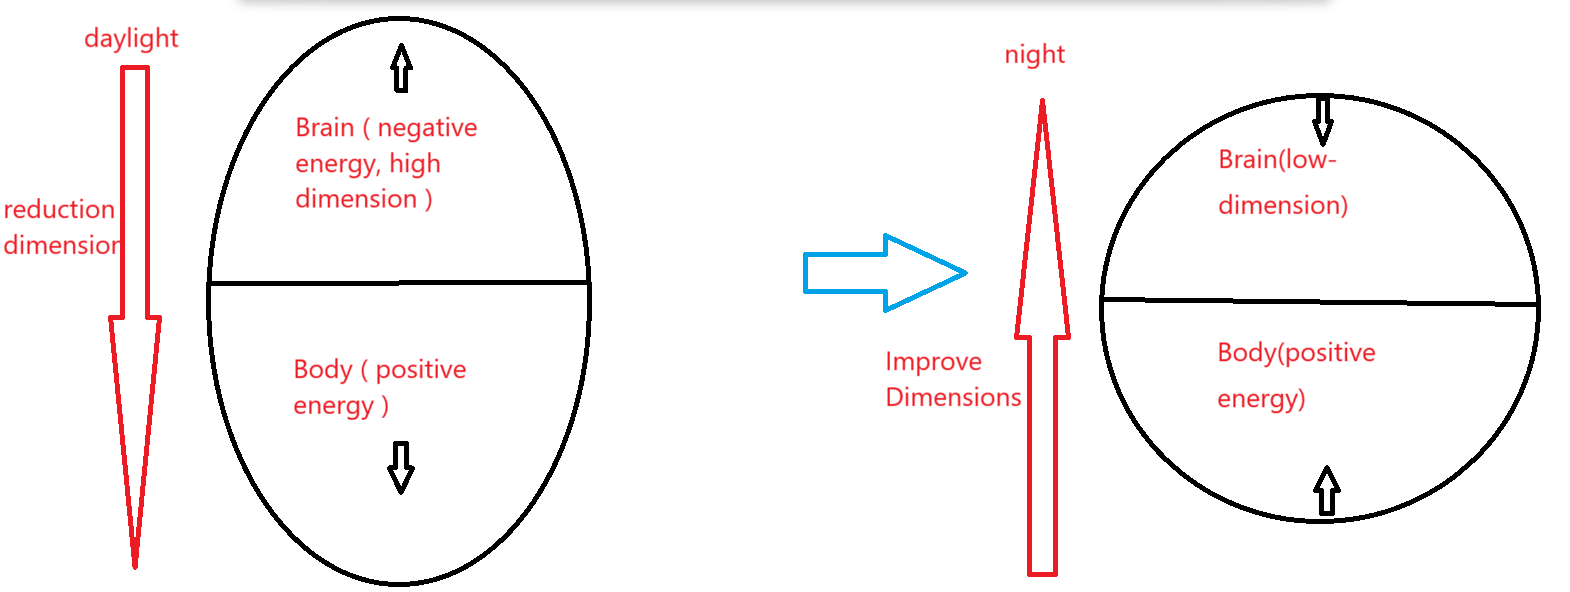 daylight
Brain ( negative
energy, high
dimension )
reduction
dimension
Body ( positive
energy )
night
Brain(low-
dimension)
Improve
Dimensions
Body(positive
energy)